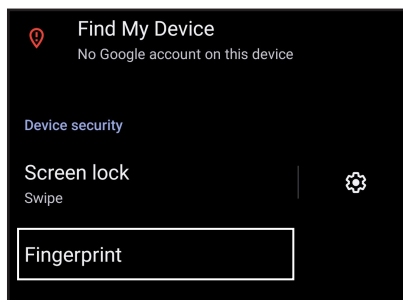 Find My Device
No Google account on this device
Device security
Screen lock
Swipe
Fingerprint